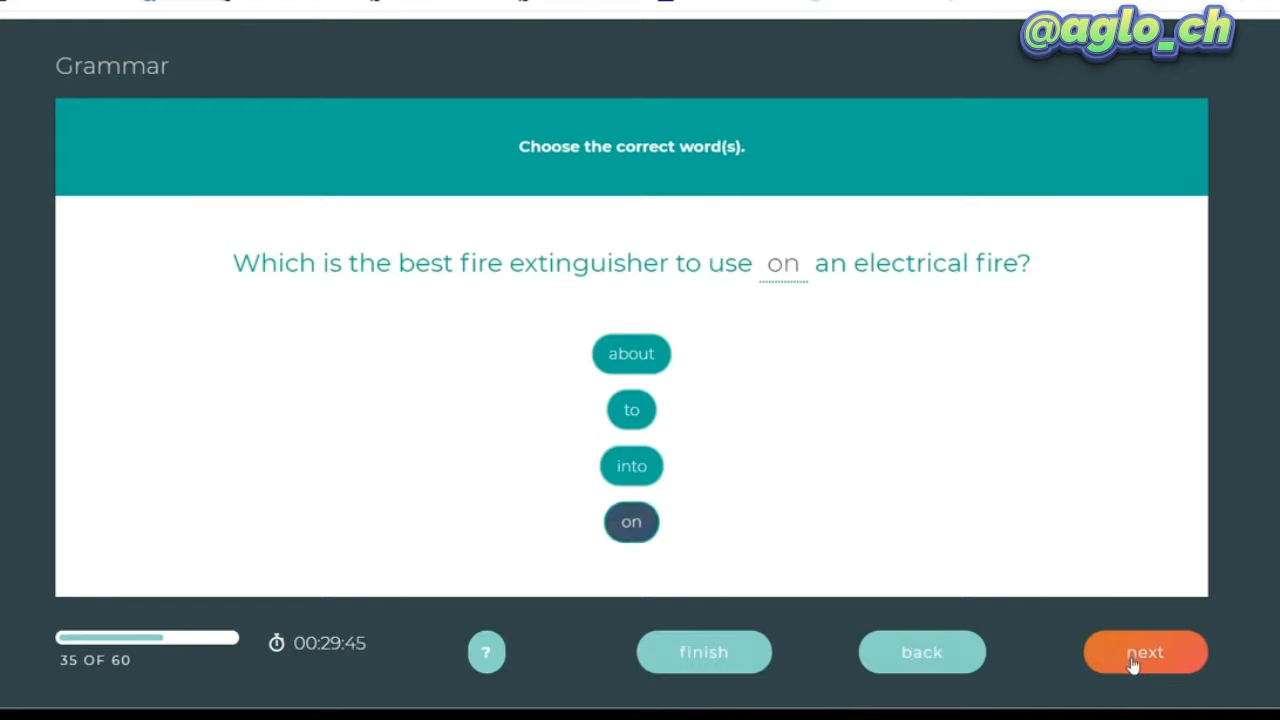 @aglo_ch
Grammar
Choose the correct word(s).
Which is the best fire extinguisher to use on an electrical fire?
about
to
into
on
00:29:45
35 OF 60
?
finish
back
next